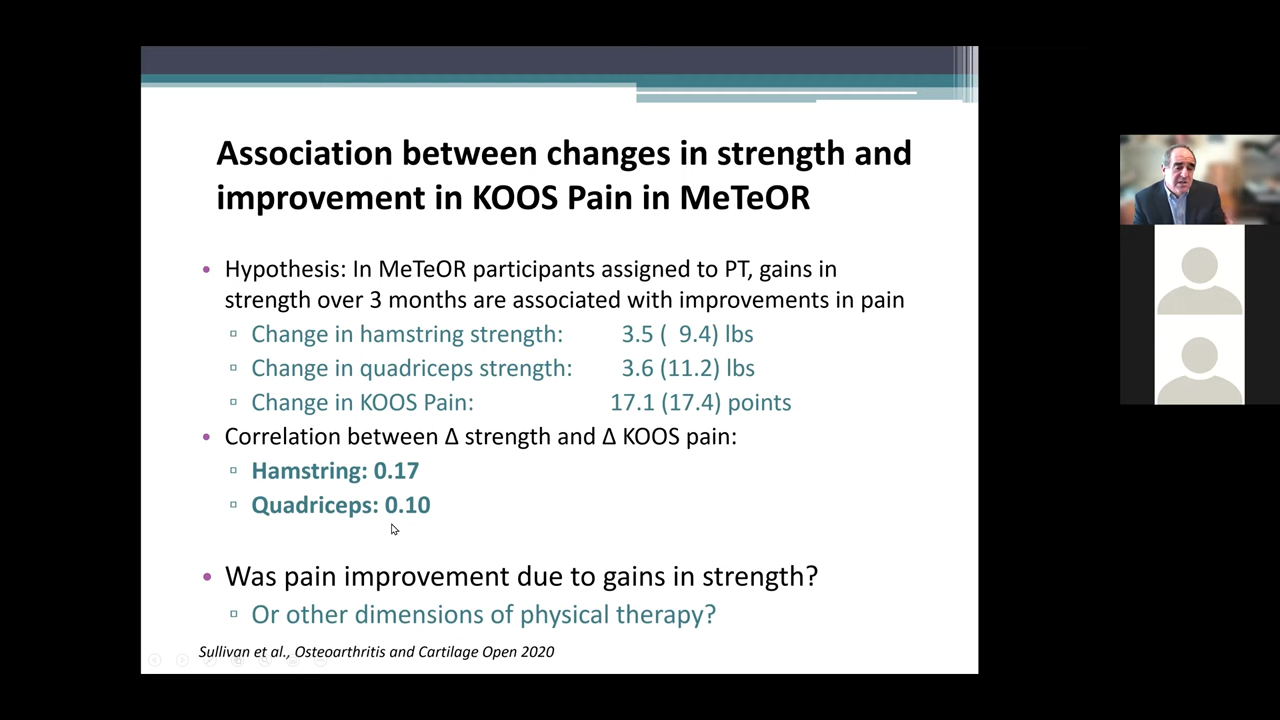 Association between changes in strength and
improvement in KOOS Pain in MeTeOR
• Hypothesis: In MeTeOR participants assigned to PT, gains in
strength over 3 months are associated with improvements in pain
▫ Change in hamstring strength: 3.5 ( 9.4) lbs
▫ Change in quadriceps strength: 3.6 (11.2) lbs
▫ Change in KOOS Pain: 17.1 (17.4) points
• Correlation between Δ strength and Δ KOOS pain:
▫ Hamstring: 0.17
▫ Quadriceps: 0.10
• Was pain improvement due to gains in strength?
▫ Or other dimensions of physical therapy?
Sullivan et al., Osteoarthritis and Cartilage Open 2020